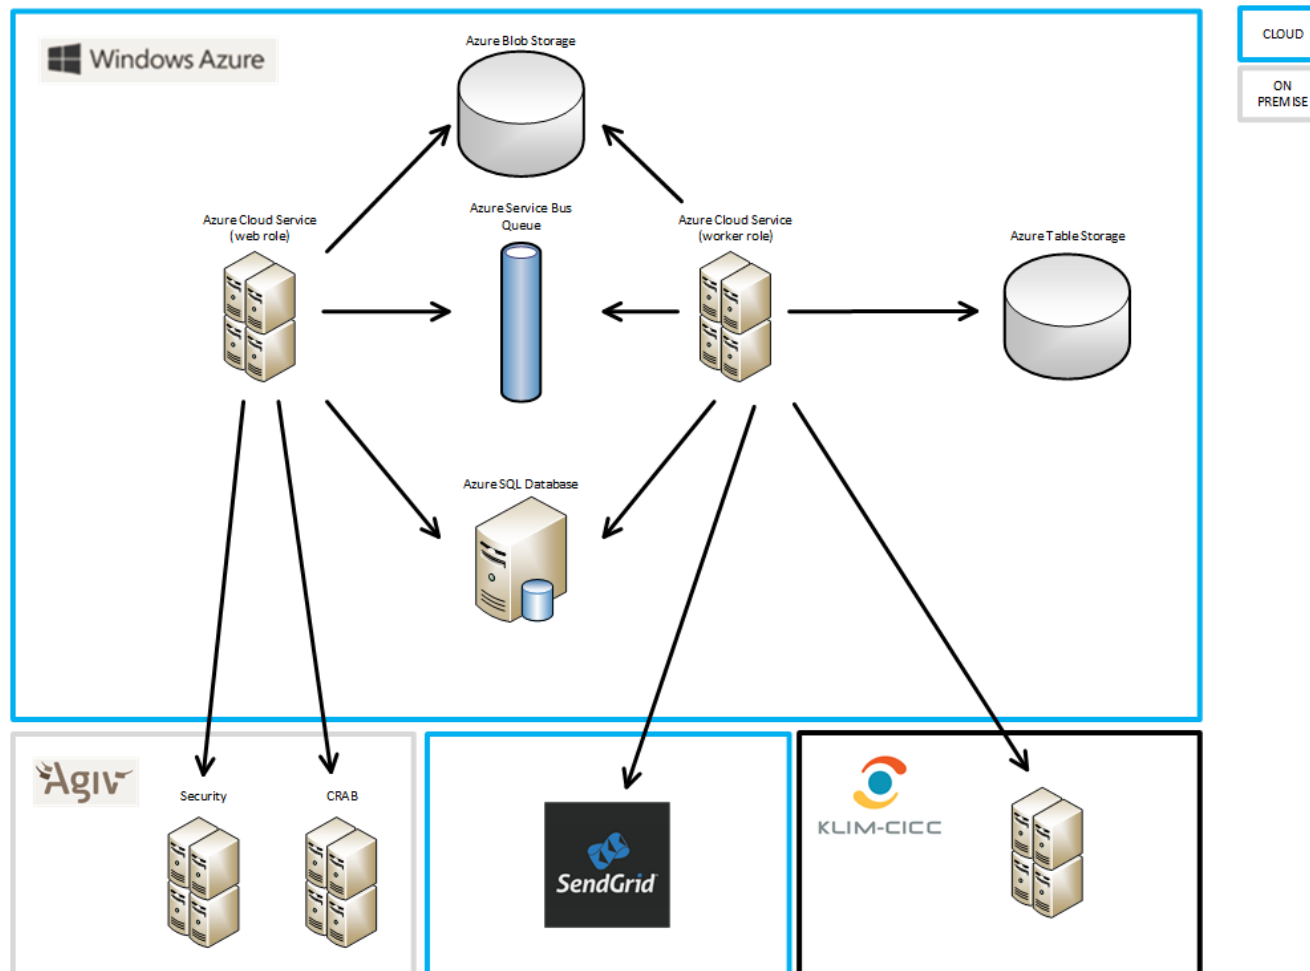 Windows Azure
Azure Blob Storage
CLOUD
ON
PREMISE
Azure Cloud Service
(web role)
Azure Service Bus
Queue
Azure Cloud Service
(worker role)
Azure Table Storage
Azure SQL Database
Agiv
Security
CRAB
SendGrid
KLIM-CICC